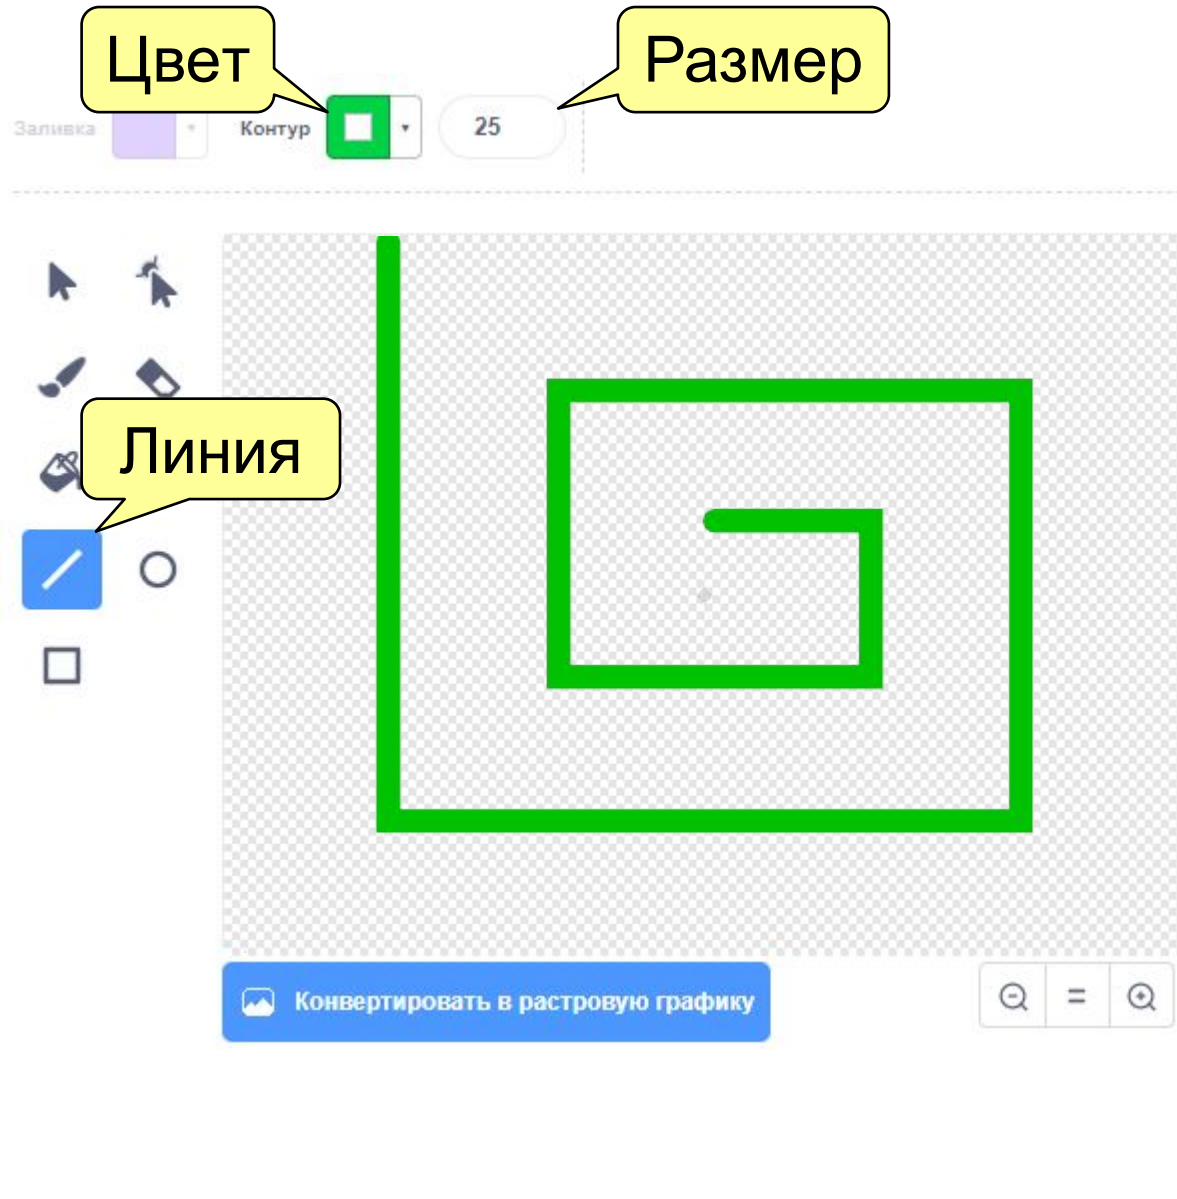 Цвет
Размер
Заливка
Контур
25
Линия
Конвертировать в растровую графику